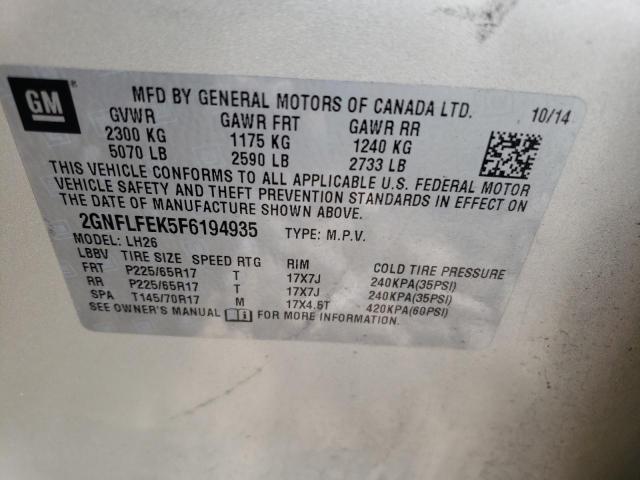 GM
MFD BY GENERAL MOTORS OF CANADA LTD. 10/14
GVWR GAWR FRT GAWR RR
2300 KG 1175 KG 1240 KG
5070 LB 2590 LB 2733 LB
THIS VEHICLE CONFORMS TO ALL APPLICABLE U.S. FEDERAL MOTOR
VEHICLE SAFETY AND THEFT PREVENTION STANDARDS IN EFFECT ON
THE DATE OF MANUFACTURE SHOWN ABOVE.
2GNFLFEK5F6194935 TYPE: M.P.V.
MODEL: LH26
LBBV TIRE SIZE SPEED RTG RIM COLD TIRE PRESSURE
FRT P225/65R17 T 17X7J 240KPA(35PSI)
RR P225/65R17 T 17X7J 240KPA(35PSI)
SPA T145/70R17 M 17X4.5T 420KPA(60PSI)
SEE OWNER'S MANUAL FOR MORE INFORMATION.